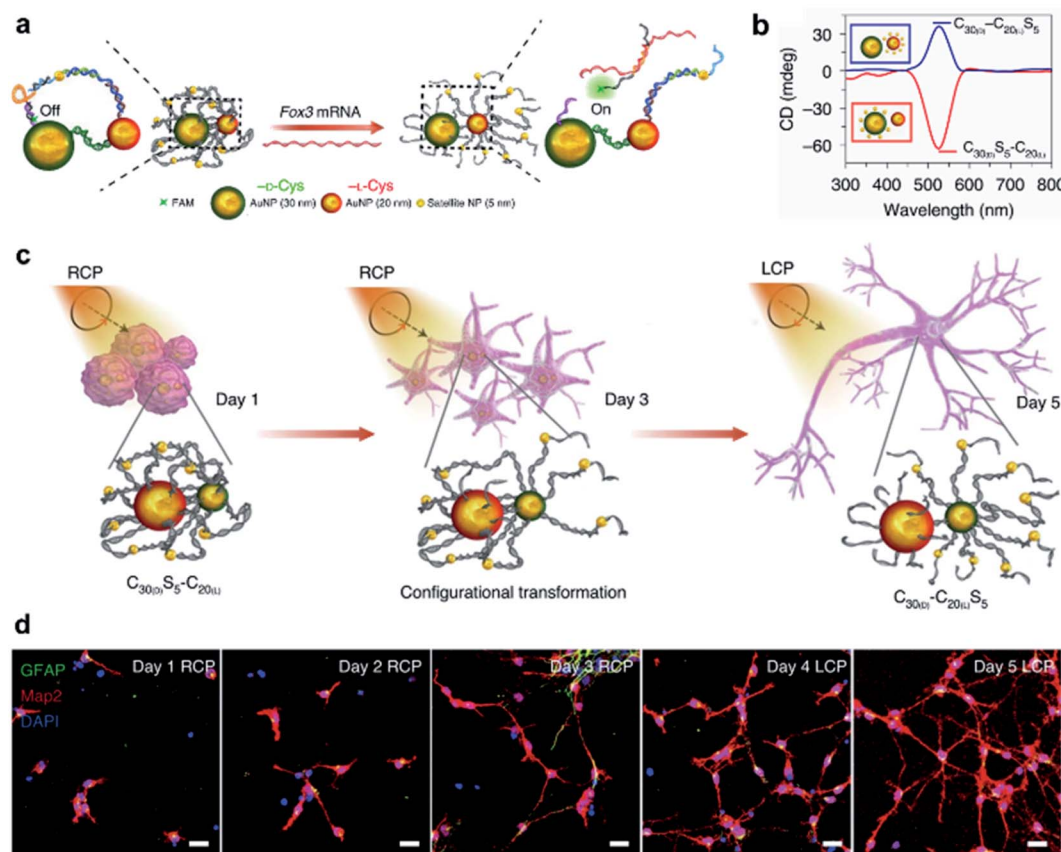 a
Off
Fox3 mRNA
On
–D-Cys
–L-Cys
FAM
AuNP (30 nm)
AuNP (20 nm)
Satellite NP (5 nm)
b
C30(D)–C20(L)S5
C30(D)S5-C20(L)
CD (mdeg)
30
0
−30
−60
300 400 500 600 700 800
Wavelength (nm)
c
RCP
Day 1
C30(D)S5-C20(L)
RCP
Day 3
Configurational transformation
LCP
Day 5
C30(D)-C20(L)S5
d
GFAP
Map2
DAPI
Day 1 RCP
Day 2 RCP
Day 3 RCP
Day 4 LCP
Day 5 LCP